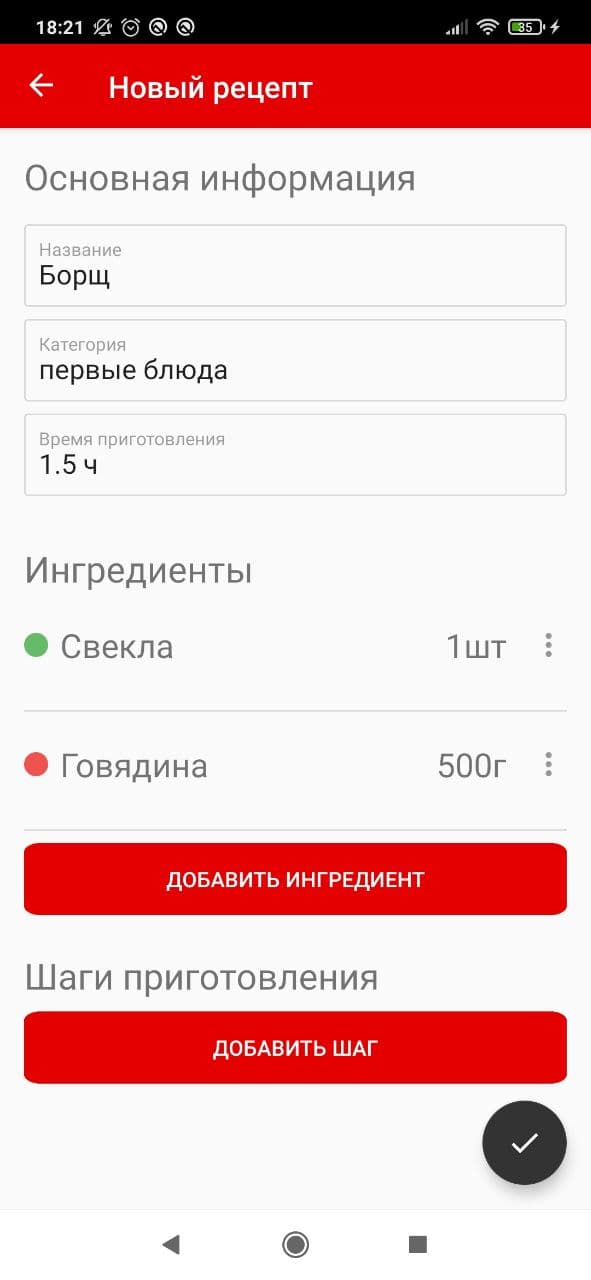 18:21
85
Новый рецепт
Основная информация
Название
Борщ
Категория
первые блюда
Время приготовления
1.5 ч
Ингредиенты
Свекла 1шт
Говядина 500г
ДОБАВИТЬ ИНГРЕДИЕНТ
Шаги приготовления
ДОБАВИТЬ ШАГ